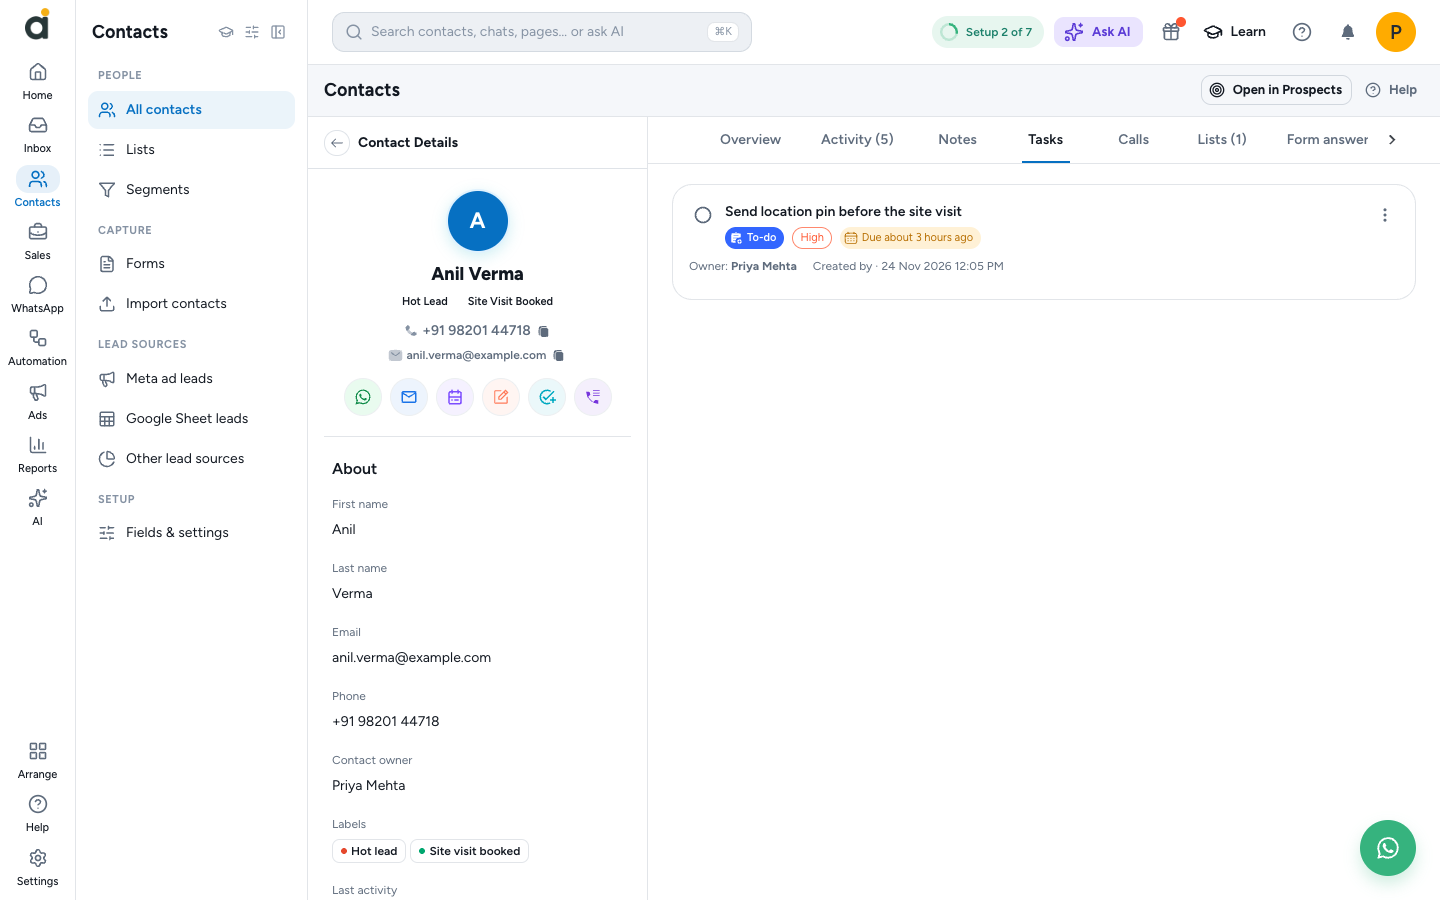 Search contacts, chats, pages... or ask AI
⌘K
Setup 2 of 7
Ask AI
Learn
P
Home
Inbox
Contacts
Sales
WhatsApp
Automation
Ads
Reports
AI
Arrange
Help
Settings
Contacts
PEOPLE
All contacts
Lists
Segments
CAPTURE
Forms
Import contacts
LEAD SOURCES
Meta ad leads
Google Sheet leads
Other lead sources
SETUP
Fields & settings
Contacts
Open in Prospects
Help
Contact Details
A
Anil Verma
Hot Lead Site Visit Booked
+91 98201 44718
anil.verma@example.com
About
First name
Anil
Last name
Verma
Email
anil.verma@example.com
Phone
+91 98201 44718
Contact owner
Priya Mehta
Labels
Hot lead Site visit booked
Last activity
Overview Activity (5) Notes Tasks Calls Lists (1) Form answer
Send location pin before the site visit
To-do High Due about 3 hours ago
Owner: Priya Mehta Created by · 24 Nov 2026 12:05 PM